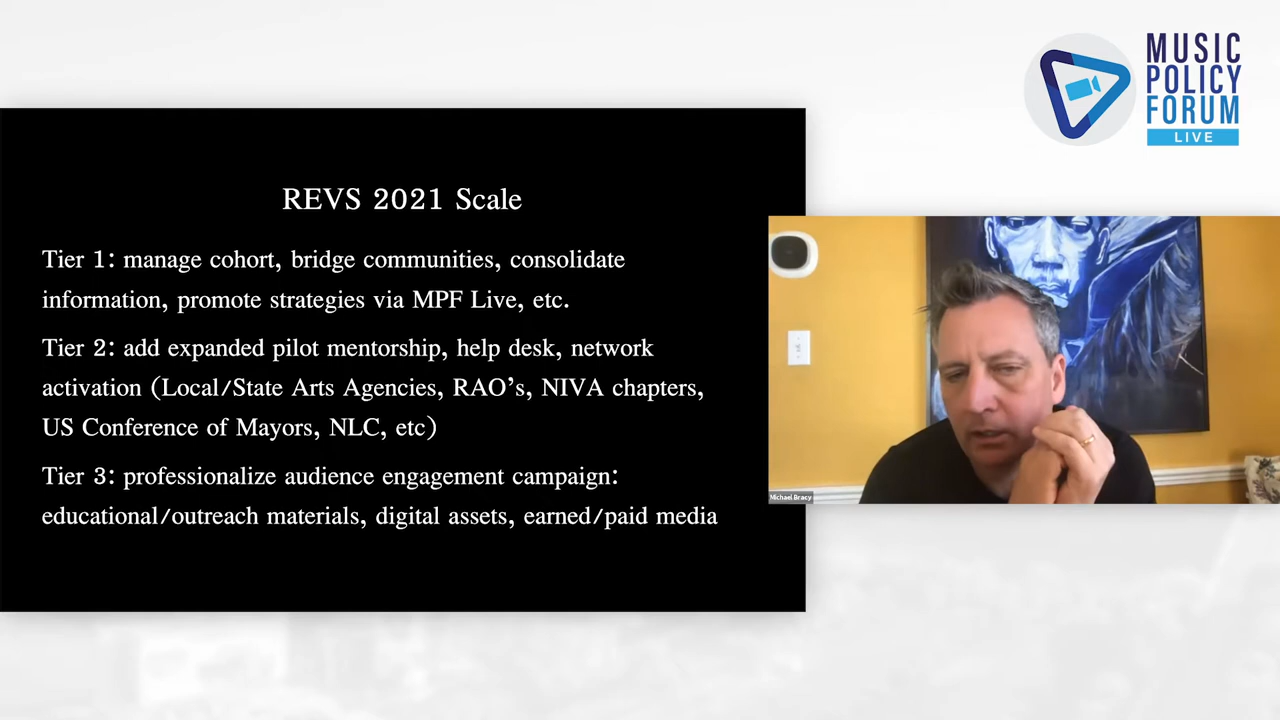 MUSIC
POLICY
FORUM
LIVE
REVS 2021 Scale
Tier 1: manage cohort, bridge communities, consolidate
information, promote strategies via MPF Live, etc.
Tier 2: add expanded pilot mentorship, help desk, network
activation (Local/State Arts Agencies, RAO’s, NIVA chapters,
US Conference of Mayors, NLC, etc)
Tier 3: professionalize audience engagement campaign:
educational/outreach materials, digital assets, earned/paid media
Michael Bracy